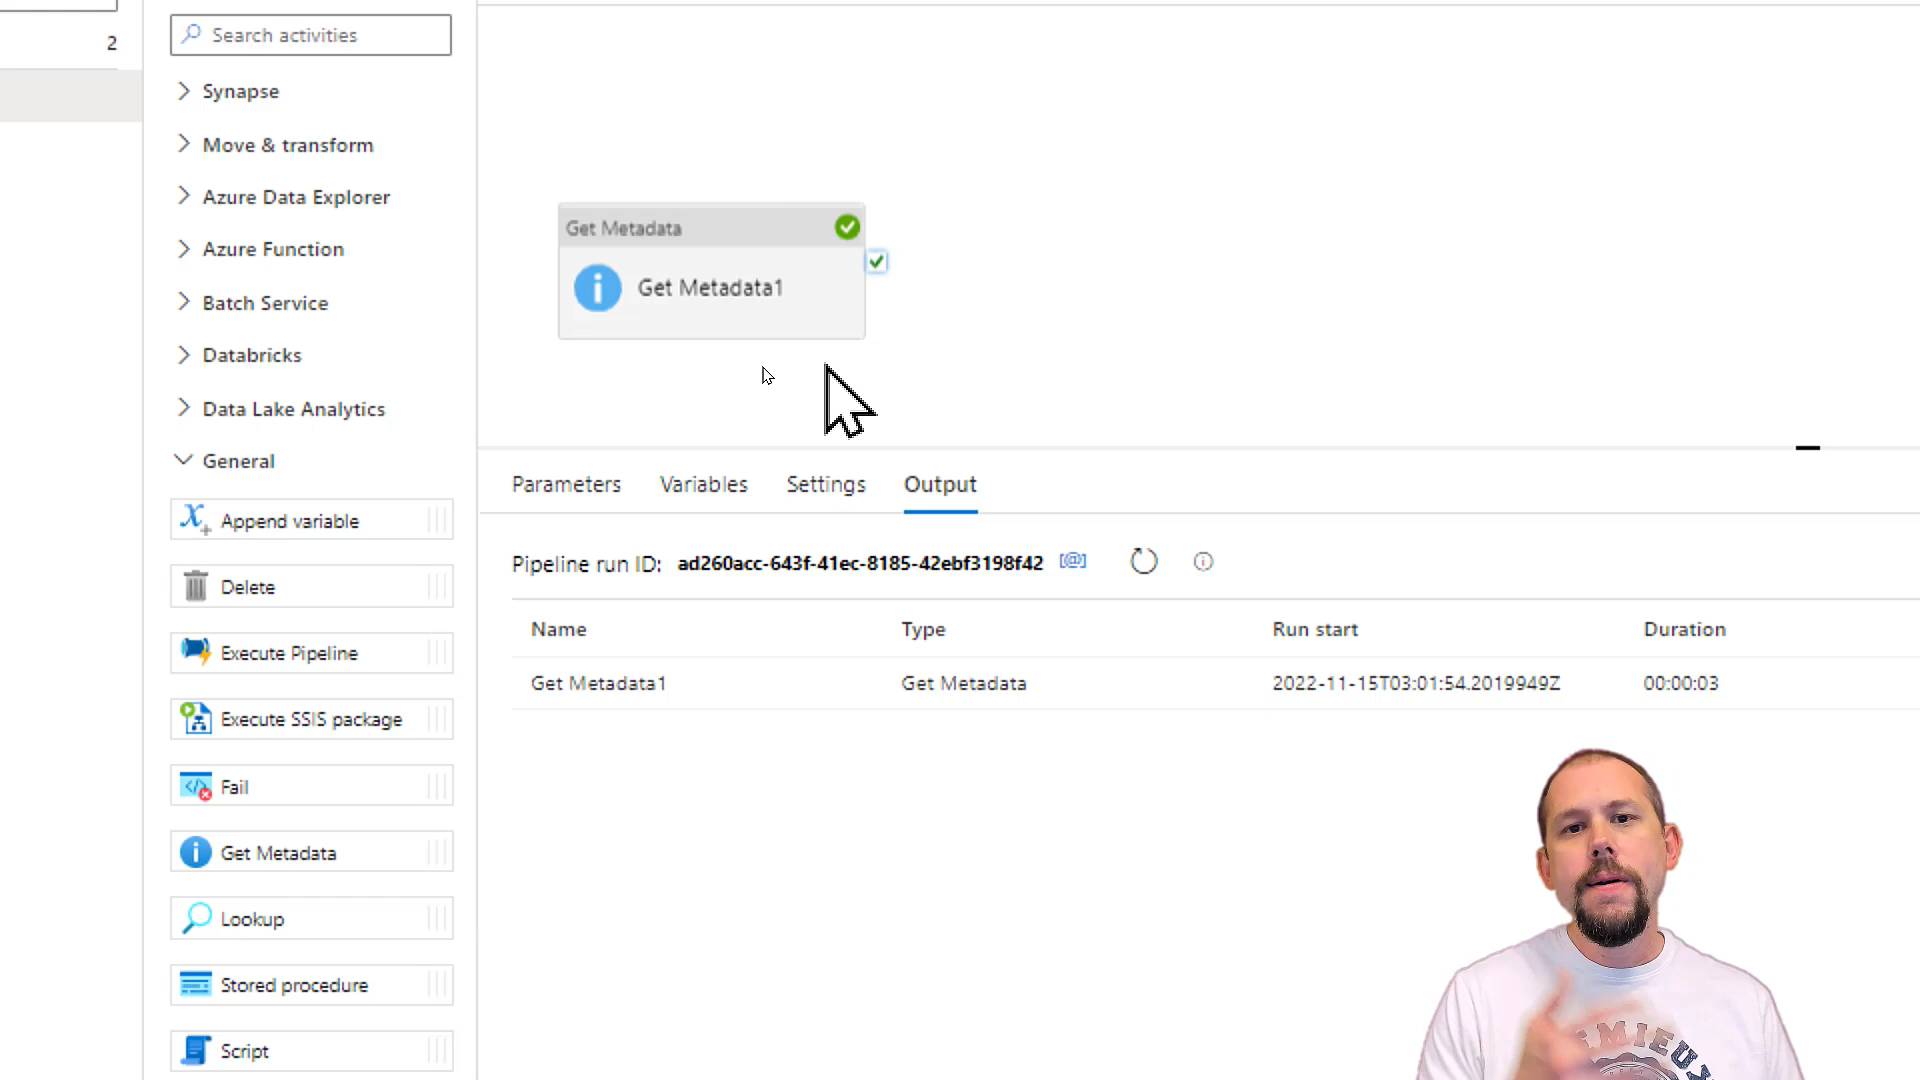 2
Search activities
Synapse
Move & transform
Azure Data Explorer
Azure Function
Batch Service
Databricks
Data Lake Analytics
General
Append variable
Delete
Execute Pipeline
Execute SSIS package
Fail
Get Metadata
Lookup
Stored procedure
Script
Get Metadata
Get Metadata1
Parameters Variables Settings Output
Pipeline run ID: ad260acc-643f-41ec-8185-42ebf3198f42 [@]
Name Type Run start Duration
Get Metadata1 Get Metadata 2022-11-15T03:01:54.2019949Z 00:00:03